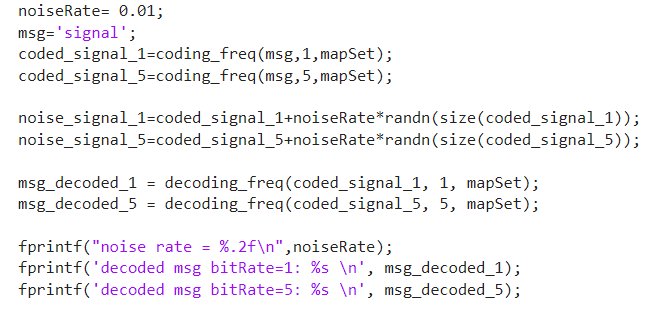 noiseRate= 0.01;
msg='signal';
coded_signal_1=coding_freq(msg,1,mapSet);
coded_signal_5=coding_freq(msg,5,mapSet);
noise_signal_1=coded_signal_1+noiseRate*randn(size(coded_signal_1));
noise_signal_5=coded_signal_5+noiseRate*randn(size(coded_signal_5));
msg_decoded_1 = decoding_freq(coded_signal_1, 1, mapSet);
msg_decoded_5 = decoding_freq(coded_signal_5, 5, mapSet);
fprintf("noise rate = %.2f\n",noiseRate);
fprintf('decoded msg bitRate=1: %s \n', msg_decoded_1);
fprintf('decoded msg bitRate=5: %s \n', msg_decoded_5);